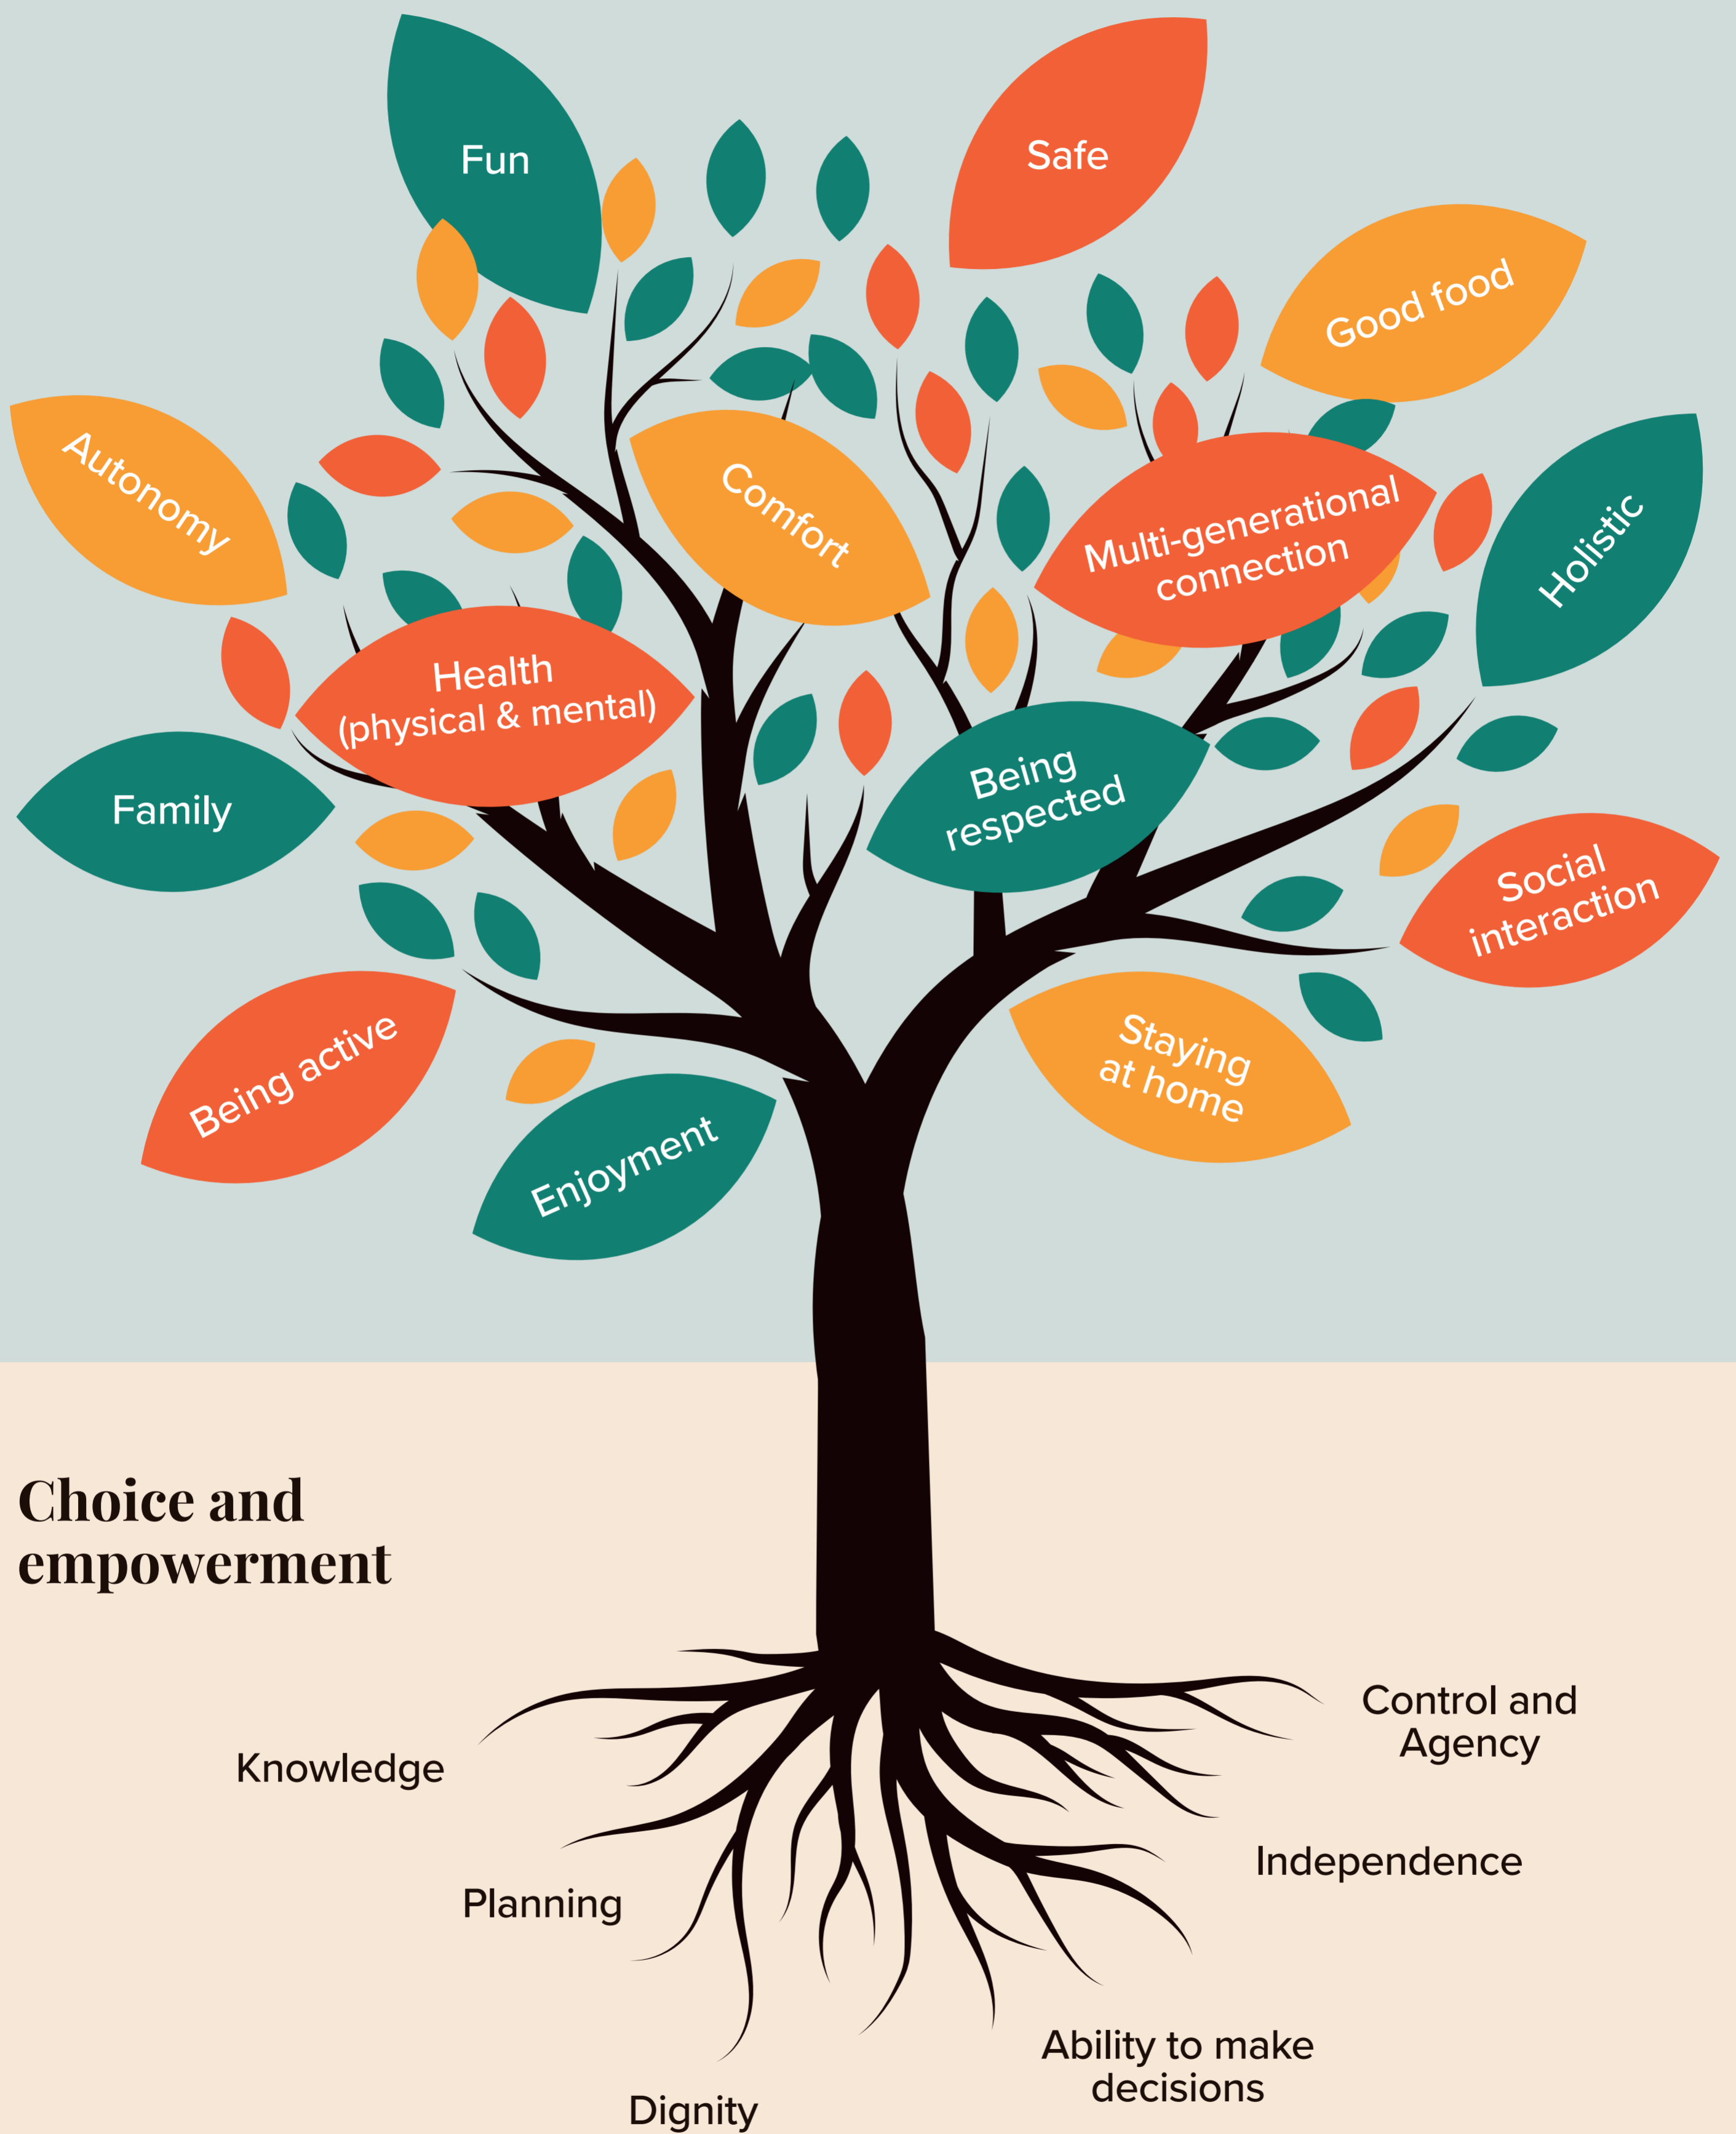 Fun
Safe
Good food
Autonomy
Comfort
Multi-generational
connection
Holistic
Health
(physical & mental)
Family
Being
respected
Social
interaction
Being active
Enjoyment
Staying
at home
Choice and
empowerment
Control and
Agency
Knowledge
Independence
Planning
Ability to make
decisions
Dignity